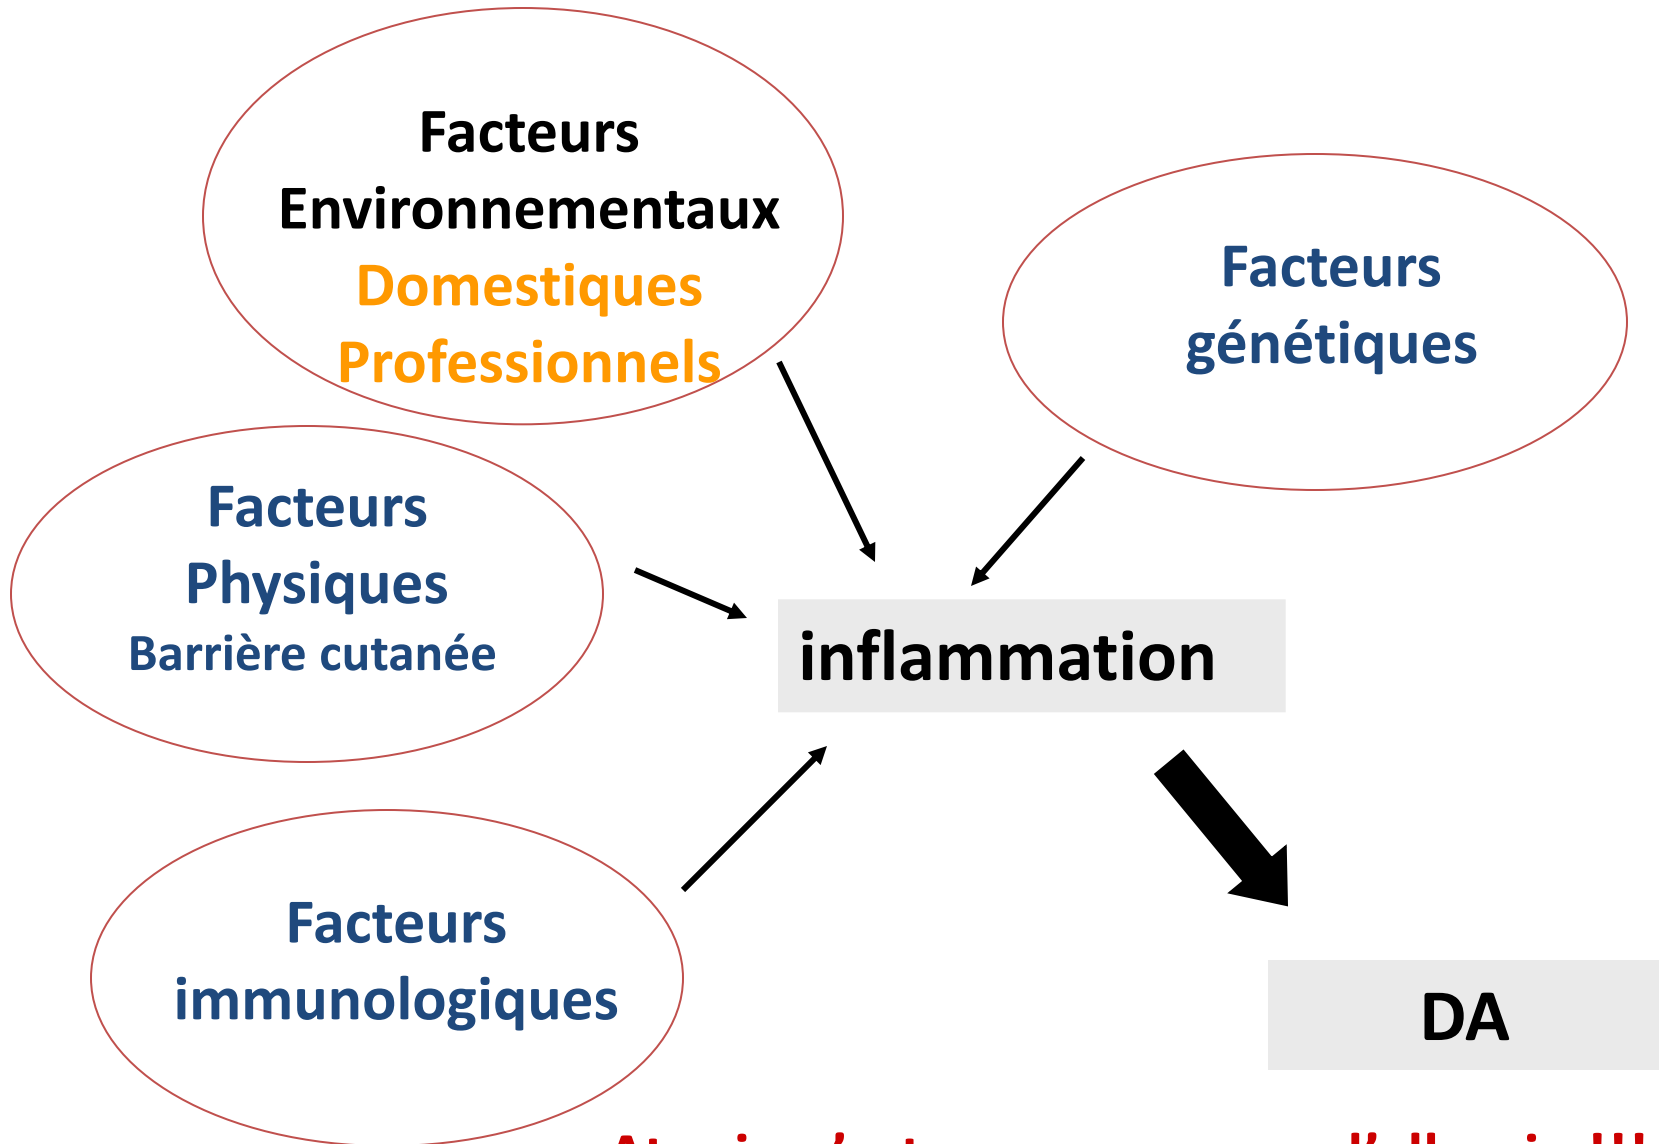 Facteurs
Environnementaux
Domestiques
Professionnels
Facteurs
génétiques
Facteurs
Physiques
Barrière cutanée
inflammation
Facteurs
immunologiques
DA